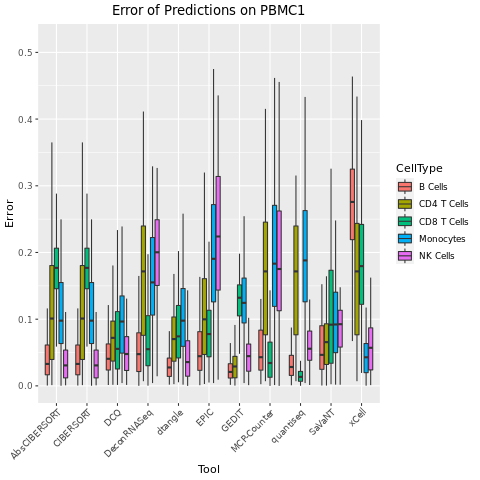 Error of Predictions on PBMC1
Error
0.5
0.4
0.3
0.2
0.1
0.0
AbsCIBERSORT
CIBERSORT
DCQ
DeconRNASeq
dtangle
EPIC
GEDIT
MCP-Counter
quantiseq
SaVaNT
xCell
Tool
CellType
B Cells
CD4 T Cells
CD8 T Cells
Monocytes
NK Cells